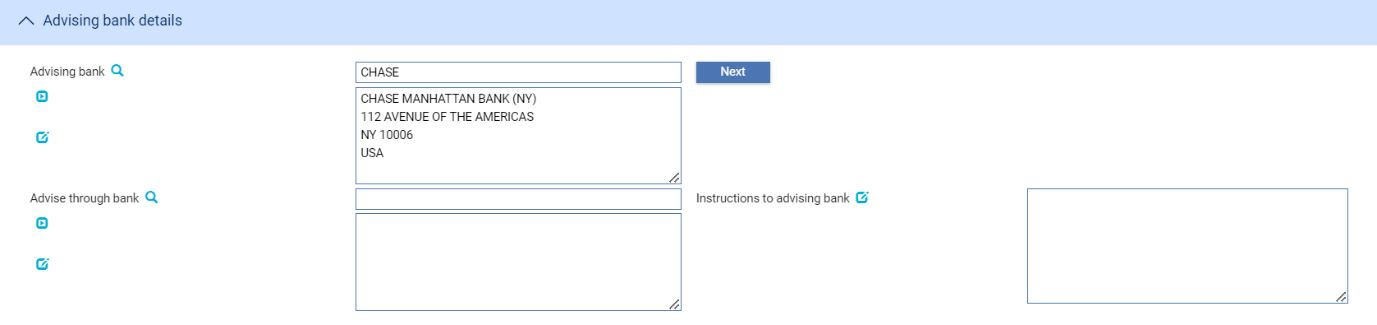 Advising bank details
Advising bank
CHASE
Next
CHASE MANHATTAN BANK (NY)
112 AVENUE OF THE AMERICAS
NY 10006
USA
Advise through bank
Instructions to advising bank